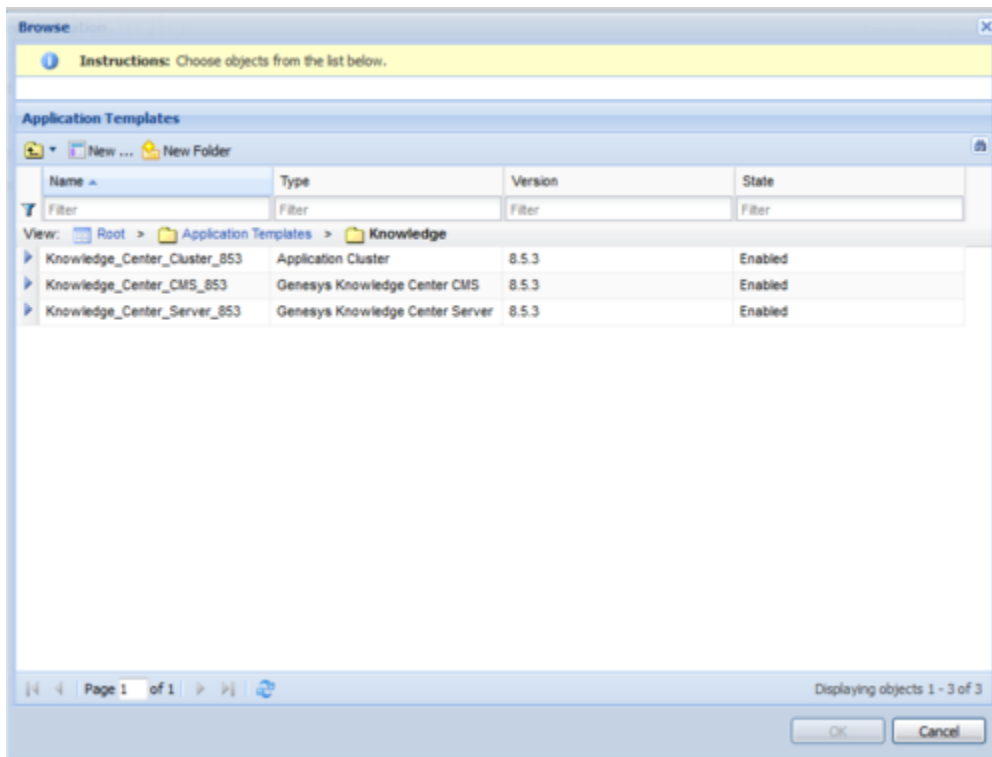 Browse
Instructions: Choose objects from the list below.
Application Templates
New ... New Folder
Name Type Version State
Filter Filter Filter Filter
View: Root > Application Templates > Knowledge
Knowledge_Center_Cluster_853 Application Cluster 8.5.3 Enabled
Knowledge_Center_CMS_853 Genesys Knowledge Center CMS 8.5.3 Enabled
Knowledge_Center_Server_853 Genesys Knowledge Center Server 8.5.3 Enabled
Page 1 of 1 Displaying objects 1 - 3 of 3
OK Cancel